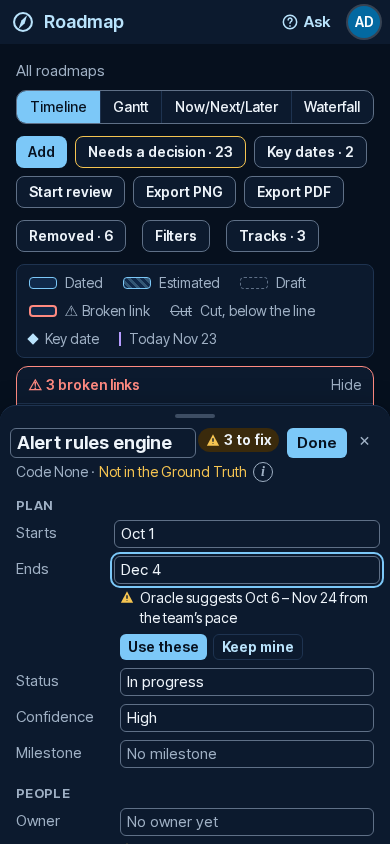 Roadmap
Ask
AD
All roadmaps
Timeline
Gantt
Now/Next/Later
Waterfall
Add
Needs a decision · 23
Key dates · 2
Start review
Export PNG
Export PDF
Removed · 6
Filters
Tracks · 3
Dated
Estimated
Draft
⚠ Broken link
Cut
Cut, below the line
Key date
Today Nov 23
⚠ 3 broken links
Hide
Alert rules engine
3 to fix
Done
×
Code None · Not in the Ground Truth
i
PLAN
Starts
Oct 1
Ends
Dec 4
Oracle suggests Oct 6 – Nov 24 from
the team's pace
Use these
Keep mine
Status
In progress
Confidence
High
Milestone
No milestone
PEOPLE
Owner
No owner yet